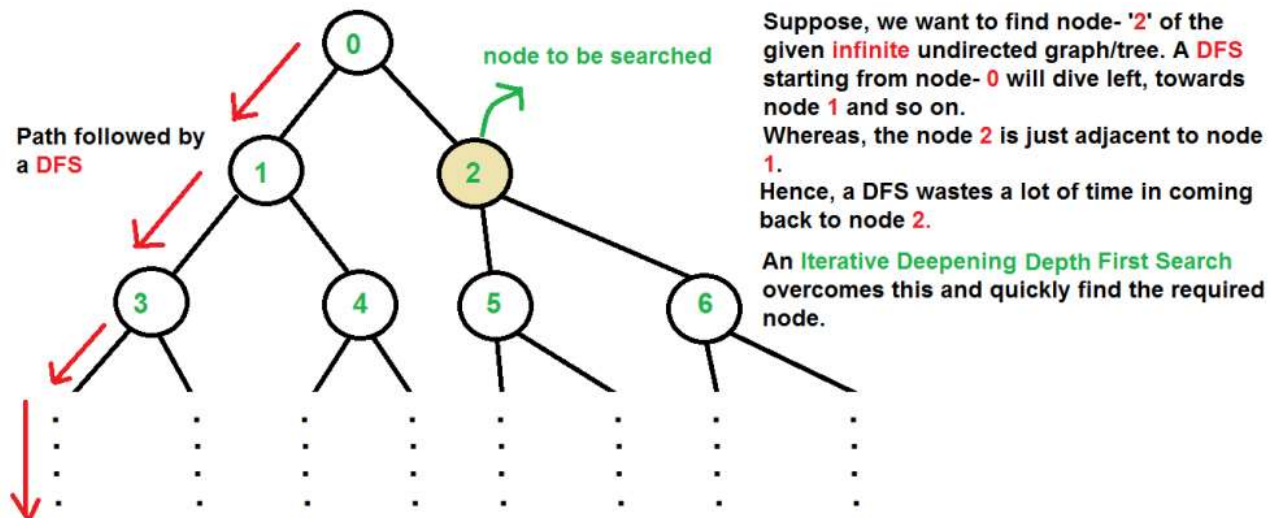 0
node to be searched
Path followed by
a DFS
1
2
3
4
5
6
Suppose, we want to find node- '2' of the
given infinite undirected graph/tree. A DFS
starting from node- 0 will dive left, towards
node 1 and so on.
Whereas, the node 2 is just adjacent to node
1.
Hence, a DFS wastes a lot of time in coming
back to node 2.
An Iterative Deepening Depth First Search
overcomes this and quickly find the required
node.